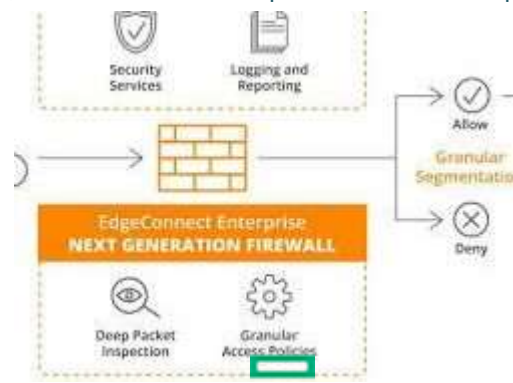 Security
Services
Logging and
Reporting
Allow
Granular
Segmentatio
EdgeConnect Enterprise
NEXT GENERATION FIREWALL
Deny
Deep Packet
Inspection
Granular
Access Policies